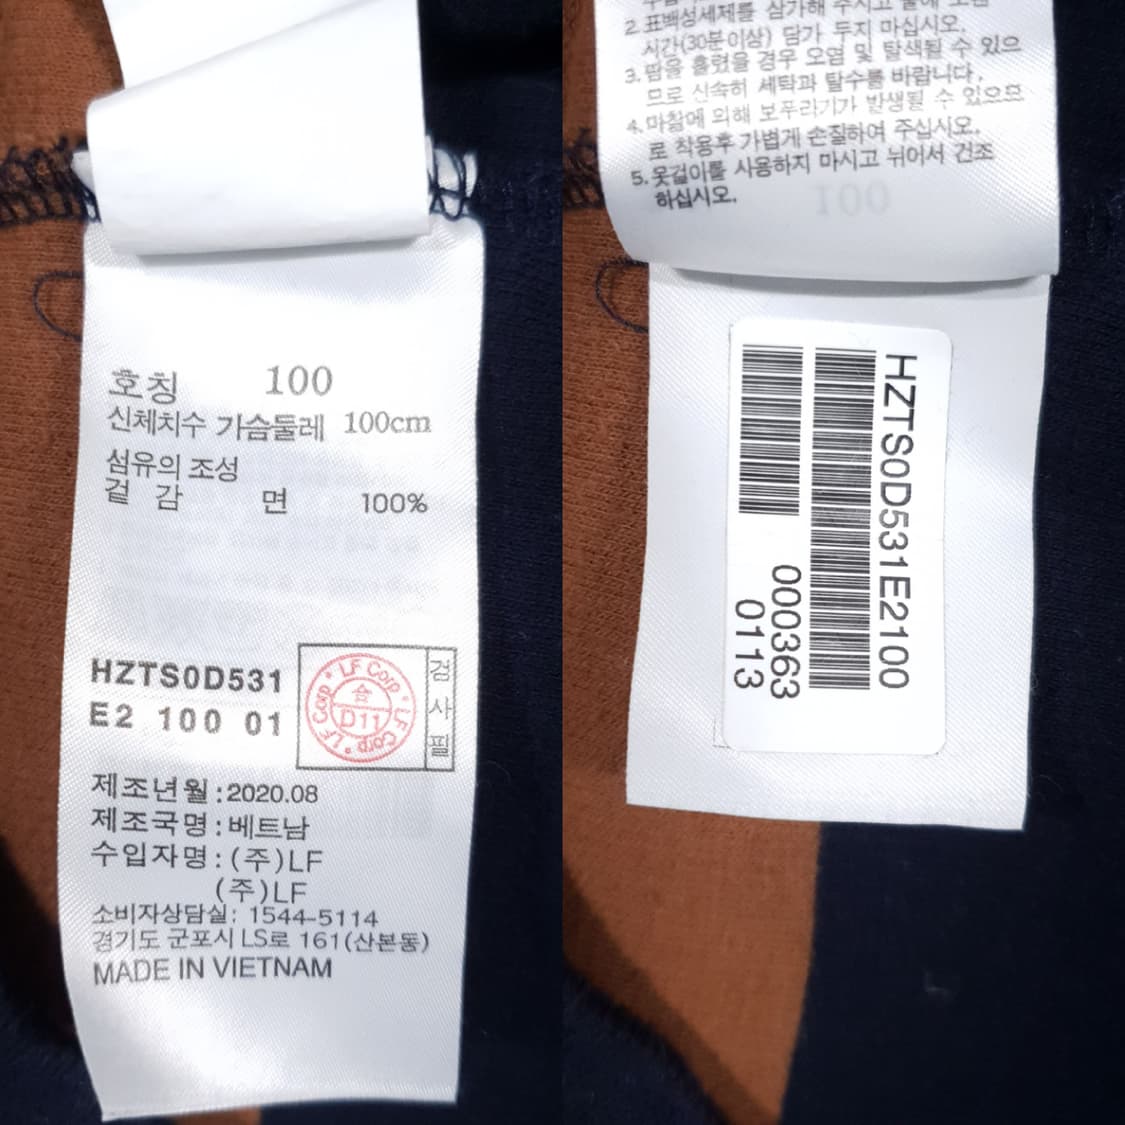 호칭 100
신체치수 가슴둘레 100cm
섬유의 조성
겉 감 면 100%
HZTS0D531
E2 100 01
LF Corp * LF Corp * LF Corp *
合
D11
검사필
제조년월:2020.08
제조국명:베트남
수입자명:(주)LF
(주)LF
소비자상담실: 1544-5114
경기도 군포시 LS로 161(산본동)
MADE IN VIETNAM
2.표백성세제를 삼가해 주시고 물에
시간(30분이상) 담가 두지 마십시오.
3.땀을 흘렸을 경우 오염 및 탈색될 수 있으
므로 신속히 세탁과 탈수를 바랍니다.
4.마찰에 의해 보푸라기가 발생될 수 있으므
로 착용후 가볍게 손질하여 주십시오.
5.옷걸이를 사용하지 마시고 뉘어서 건조
하십시오.
HZTS0D531E2100
000363
0113